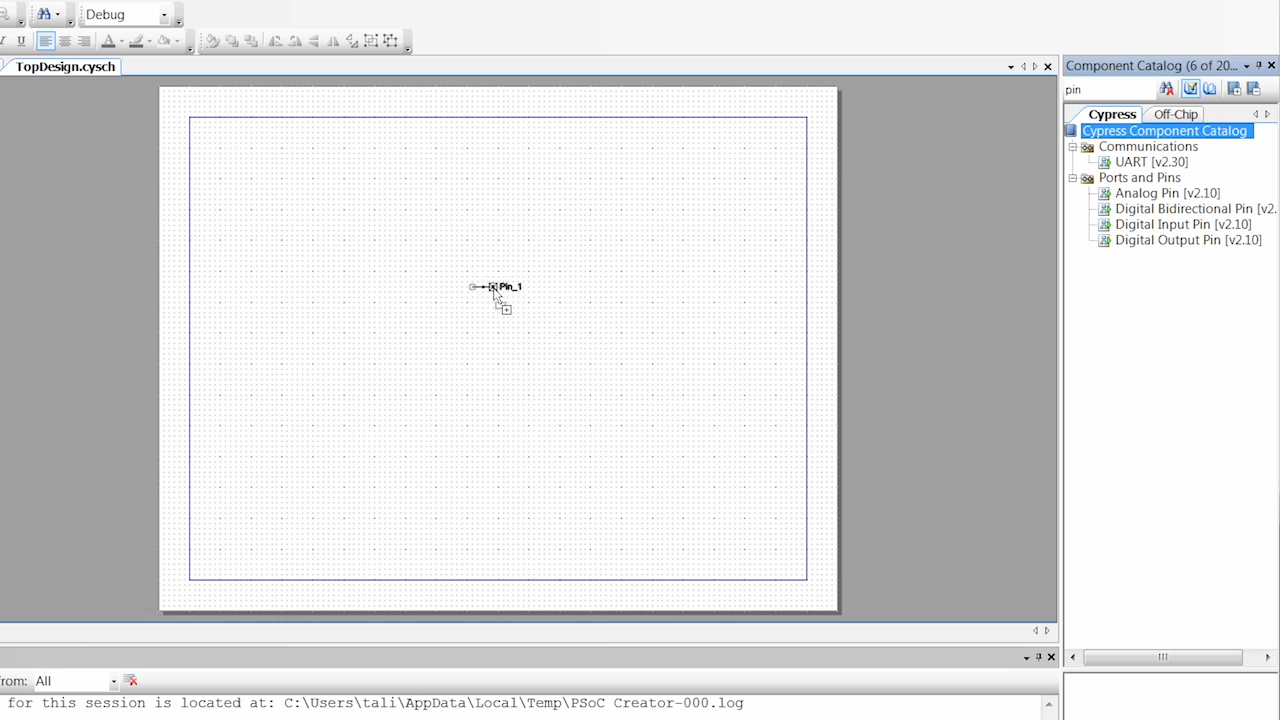 Debug
U
A
TopDesign.cysch
Component Catalog (6 of 20...
pin
Cypress
Off-Chip
Cypress Component Catalog
Communications
UART [v2.30]
Ports and Pins
Analog Pin [v2.10]
Digital Bidirectional Pin [v2.
Digital Input Pin [v2.10]
Digital Output Pin [v2.10]
Pin_1
from: All
for this session is located at: C:\Users\tali\AppData\Local\Temp\PSoC Creator-000.log